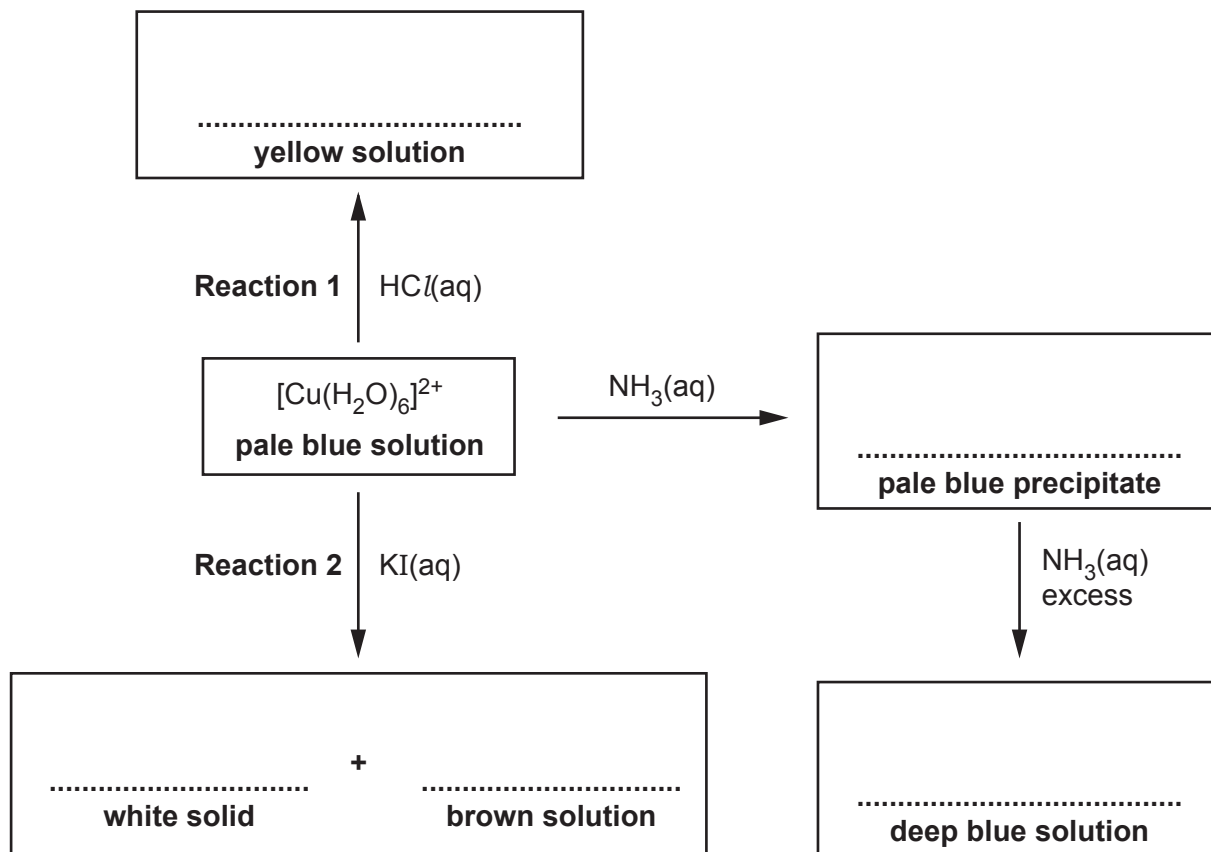 ........................................
yellow solution
Reaction 1 HCl(aq)
[Cu(H₂O)₆]²⁺
pale blue solution
NH₃(aq)
........................................
pale blue precipitate
Reaction 2 KI(aq)
NH₃(aq)
excess
................................ + ................................
white solid brown solution
........................................
deep blue solution